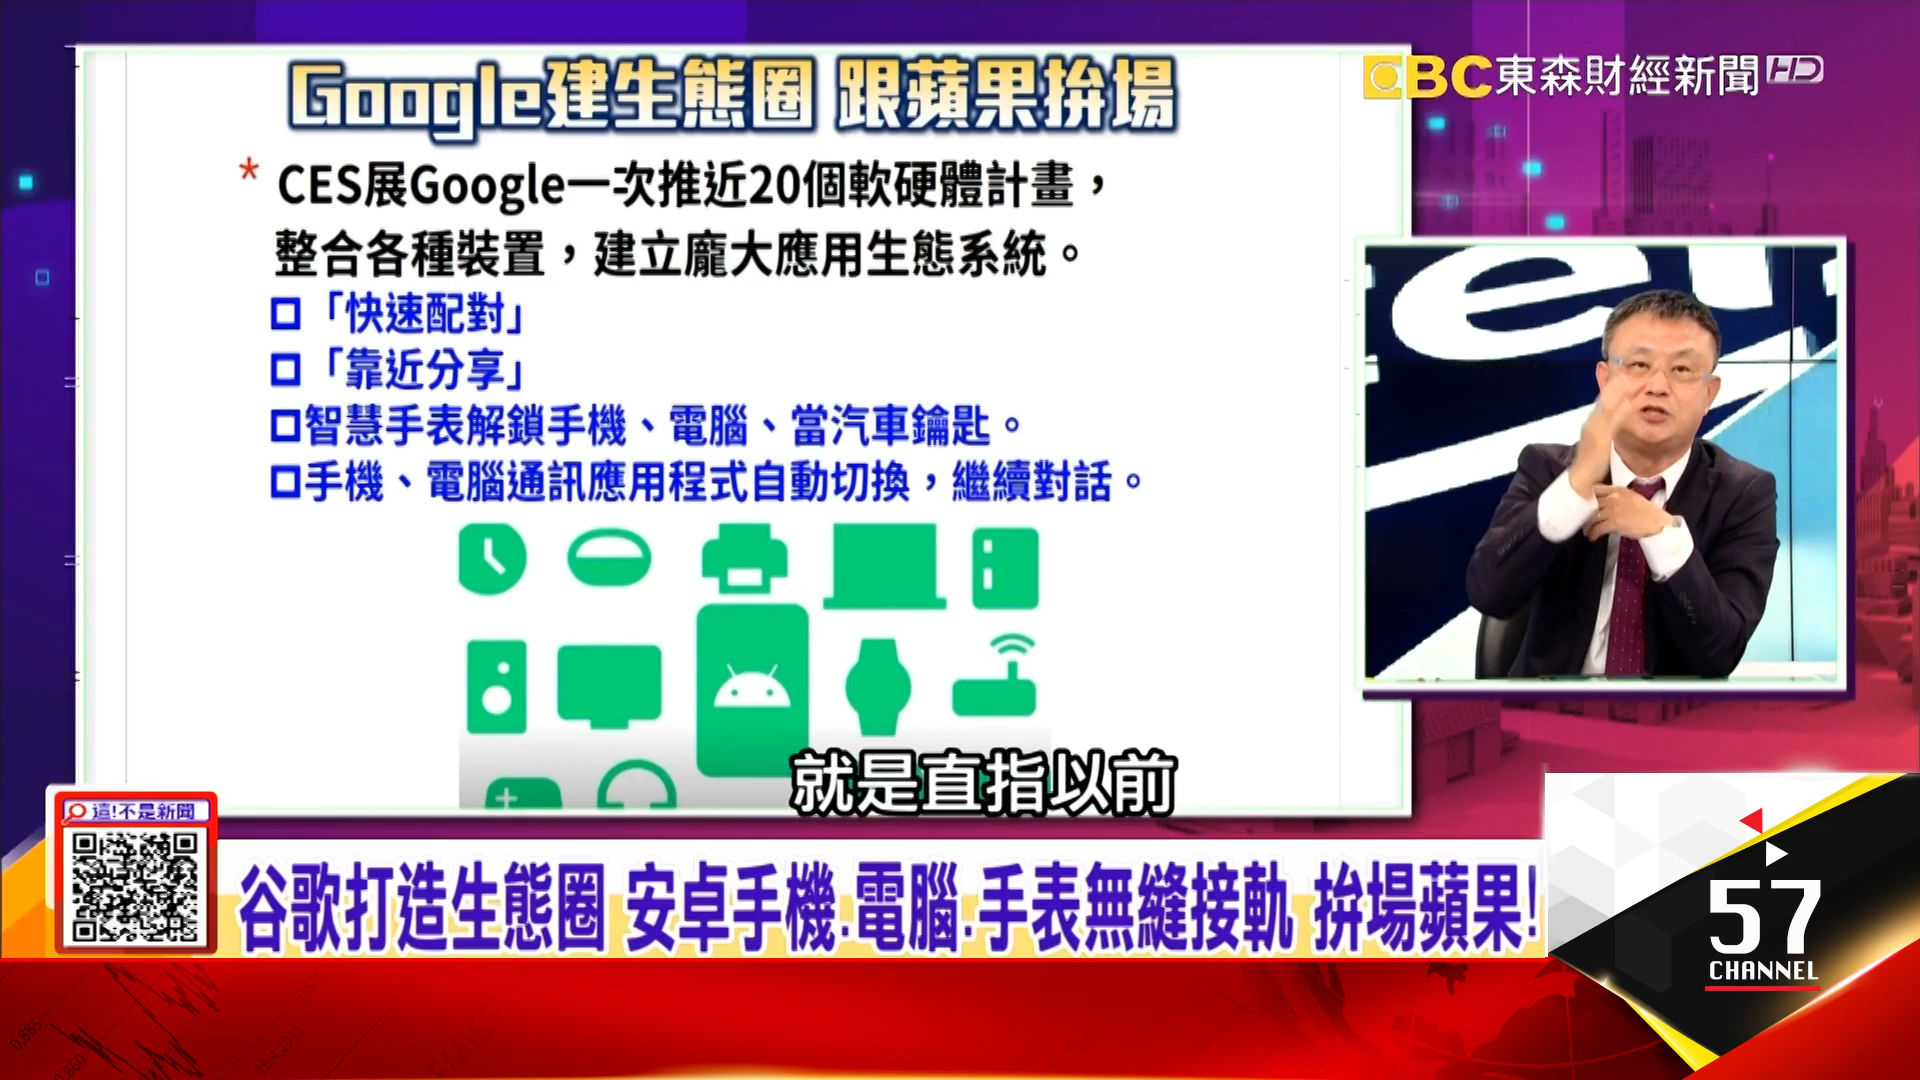 Google建生態圈 跟蘋果拚場
EBC東森財經新聞HD
* CES展Google一次推近20個軟硬體計畫，
整合各種裝置，建立龐大應用生態系統。
「快速配對」
「靠近分享」
智慧手表解鎖手機、電腦、當汽車鑰匙。
手機、電腦通訊應用程式自動切換，繼續對話。
就是直指以前
這!不是新聞
谷歌打造生態圈 安卓手機.電腦.手表無縫接軌 拚場蘋果!
57
CHANNEL